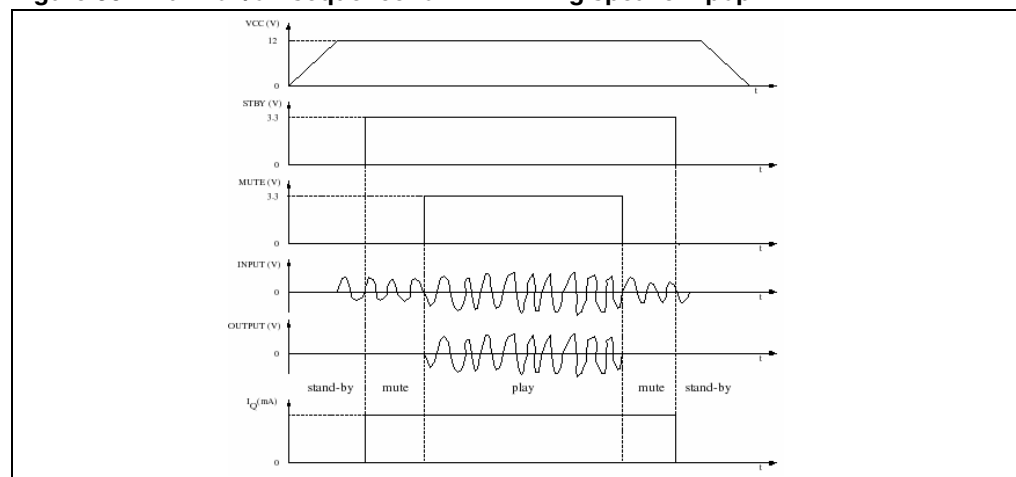 VCC (V)
12
0
t
STBY (V)
3.3
0
t
MUTE (V)
3.3
0
t
INPUT (V)
0
t
OUTPUT (V)
0
t
stand-by mute play mute stand-by
IQ(mA)
0
t